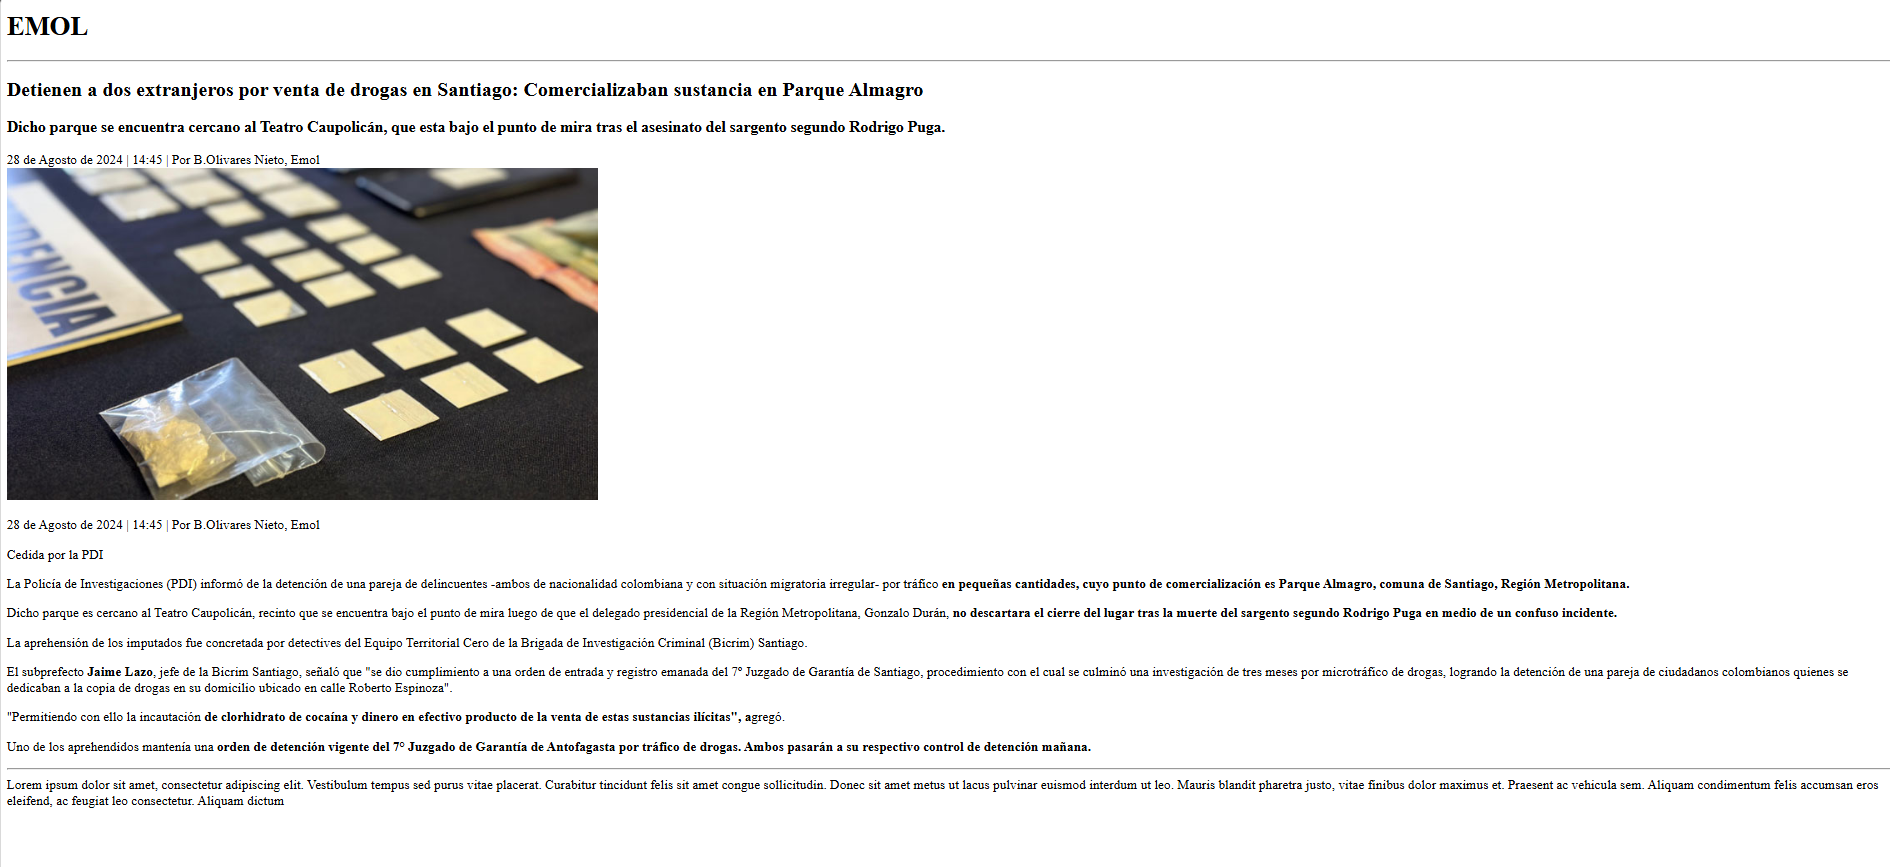 EMOL
Detienen a dos extranjeros por venta de drogas en Santiago: Comercializaban sustancia en Parque Almagro
Dicho parque se encuentra cercano al Teatro Caupolicán, que esta bajo el punto de mira tras el asesinato del sargento segundo Rodrigo Puga.
28 de Agosto de 2024 | 14:45 | Por B.Olivares Nieto, Emol
DENCIA
28 de Agosto de 2024 | 14:45 | Por B.Olivares Nieto, Emol
Cedida por la PDI
La Policía de Investigaciones (PDI) informó de la detención de una pareja de delincuentes -ambos de nacionalidad colombiana y con situación migratoria irregular- por tráfico en pequeñas cantidades, cuyo punto de comercialización es Parque Almagro, comuna de Santiago, Región Metropolitana.
Dicho parque es cercano al Teatro Caupolicán, recinto que se encuentra bajo el punto de mira luego de que el delegado presidencial de la Región Metropolitana, Gonzalo Durán, no descartara el cierre del lugar tras la muerte del sargento segundo Rodrigo Puga en medio de un confuso incidente.
La aprehensión de los imputados fue concretada por detectives del Equipo Territorial Cero de la Brigada de Investigación Criminal (Bicrim) Santiago.
El subprefecto Jaime Lazo, jefe de la Bicrim Santiago, señaló que "se dio cumplimiento a una orden de entrada y registro emanada del 7° Juzgado de Garantía de Santiago, procedimiento con el cual se culminó una investigación de tres meses por microtráfico de drogas, logrando la detención de una pareja de ciudadanos colombianos quienes se
dedicaban a la copia de drogas en su domicilio ubicado en calle Roberto Espinoza".
"Permitiendo con ello la incautación de clorhidrato de cocaína y dinero en efectivo producto de la venta de estas sustancias ilícitas", agregó.
Uno de los aprehendidos mantenía una orden de detención vigente del 7° Juzgado de Garantía de Antofagasta por tráfico de drogas. Ambos pasarán a su respectivo control de detención mañana.
Lorem ipsum dolor sit amet, consectetur adipiscing elit. Vestibulum tempus sed purus vitae placerat. Curabitur tincidunt felis sit amet congue sollicitudin. Donec sit amet metus ut lacus pulvinar euismod interdum ut leo. Mauris blandit pharetra justo, vitae finibus dolor maximus et. Praesent ac vehicula sem. Aliquam condimentum felis accumsan eros
eleifend, ac feugiat leo consectetur. Aliquam dictum